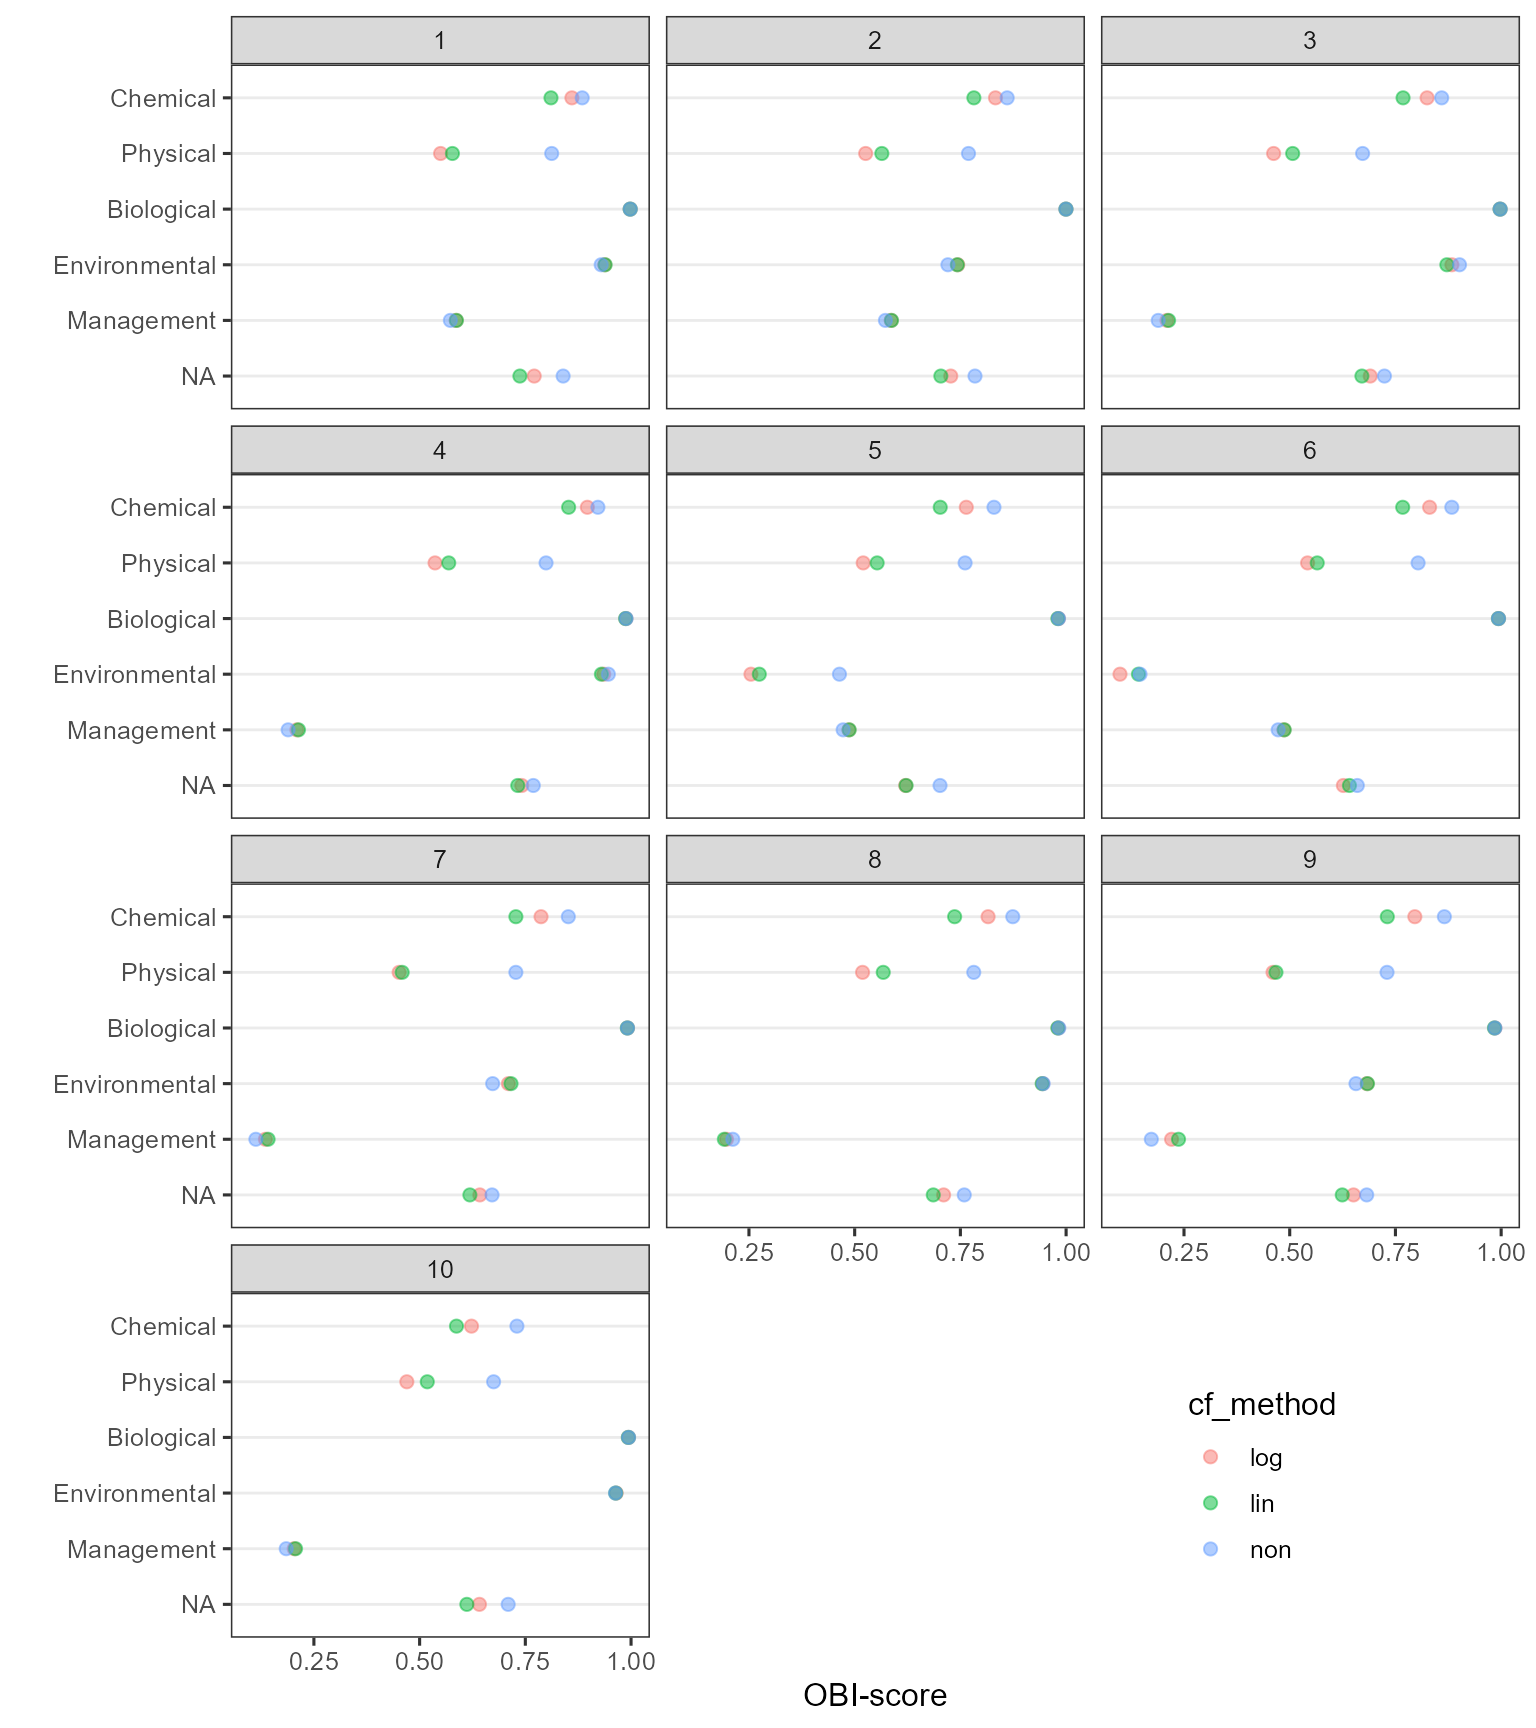 1 2 3
Chemical
Physical
Biological
Environmental
Management
NA
4 5 6
Chemical
Physical
Biological
Environmental
Management
NA
7 8 9
Chemical
Physical
Biological
Environmental
Management
NA
0.25 0.50 0.75 1.00 0.25 0.50 0.75 1.00
10
Chemical
Physical
Biological
Environmental
Management
NA
0.25 0.50 0.75 1.00
OBI-score
cf_method
log
lin
non